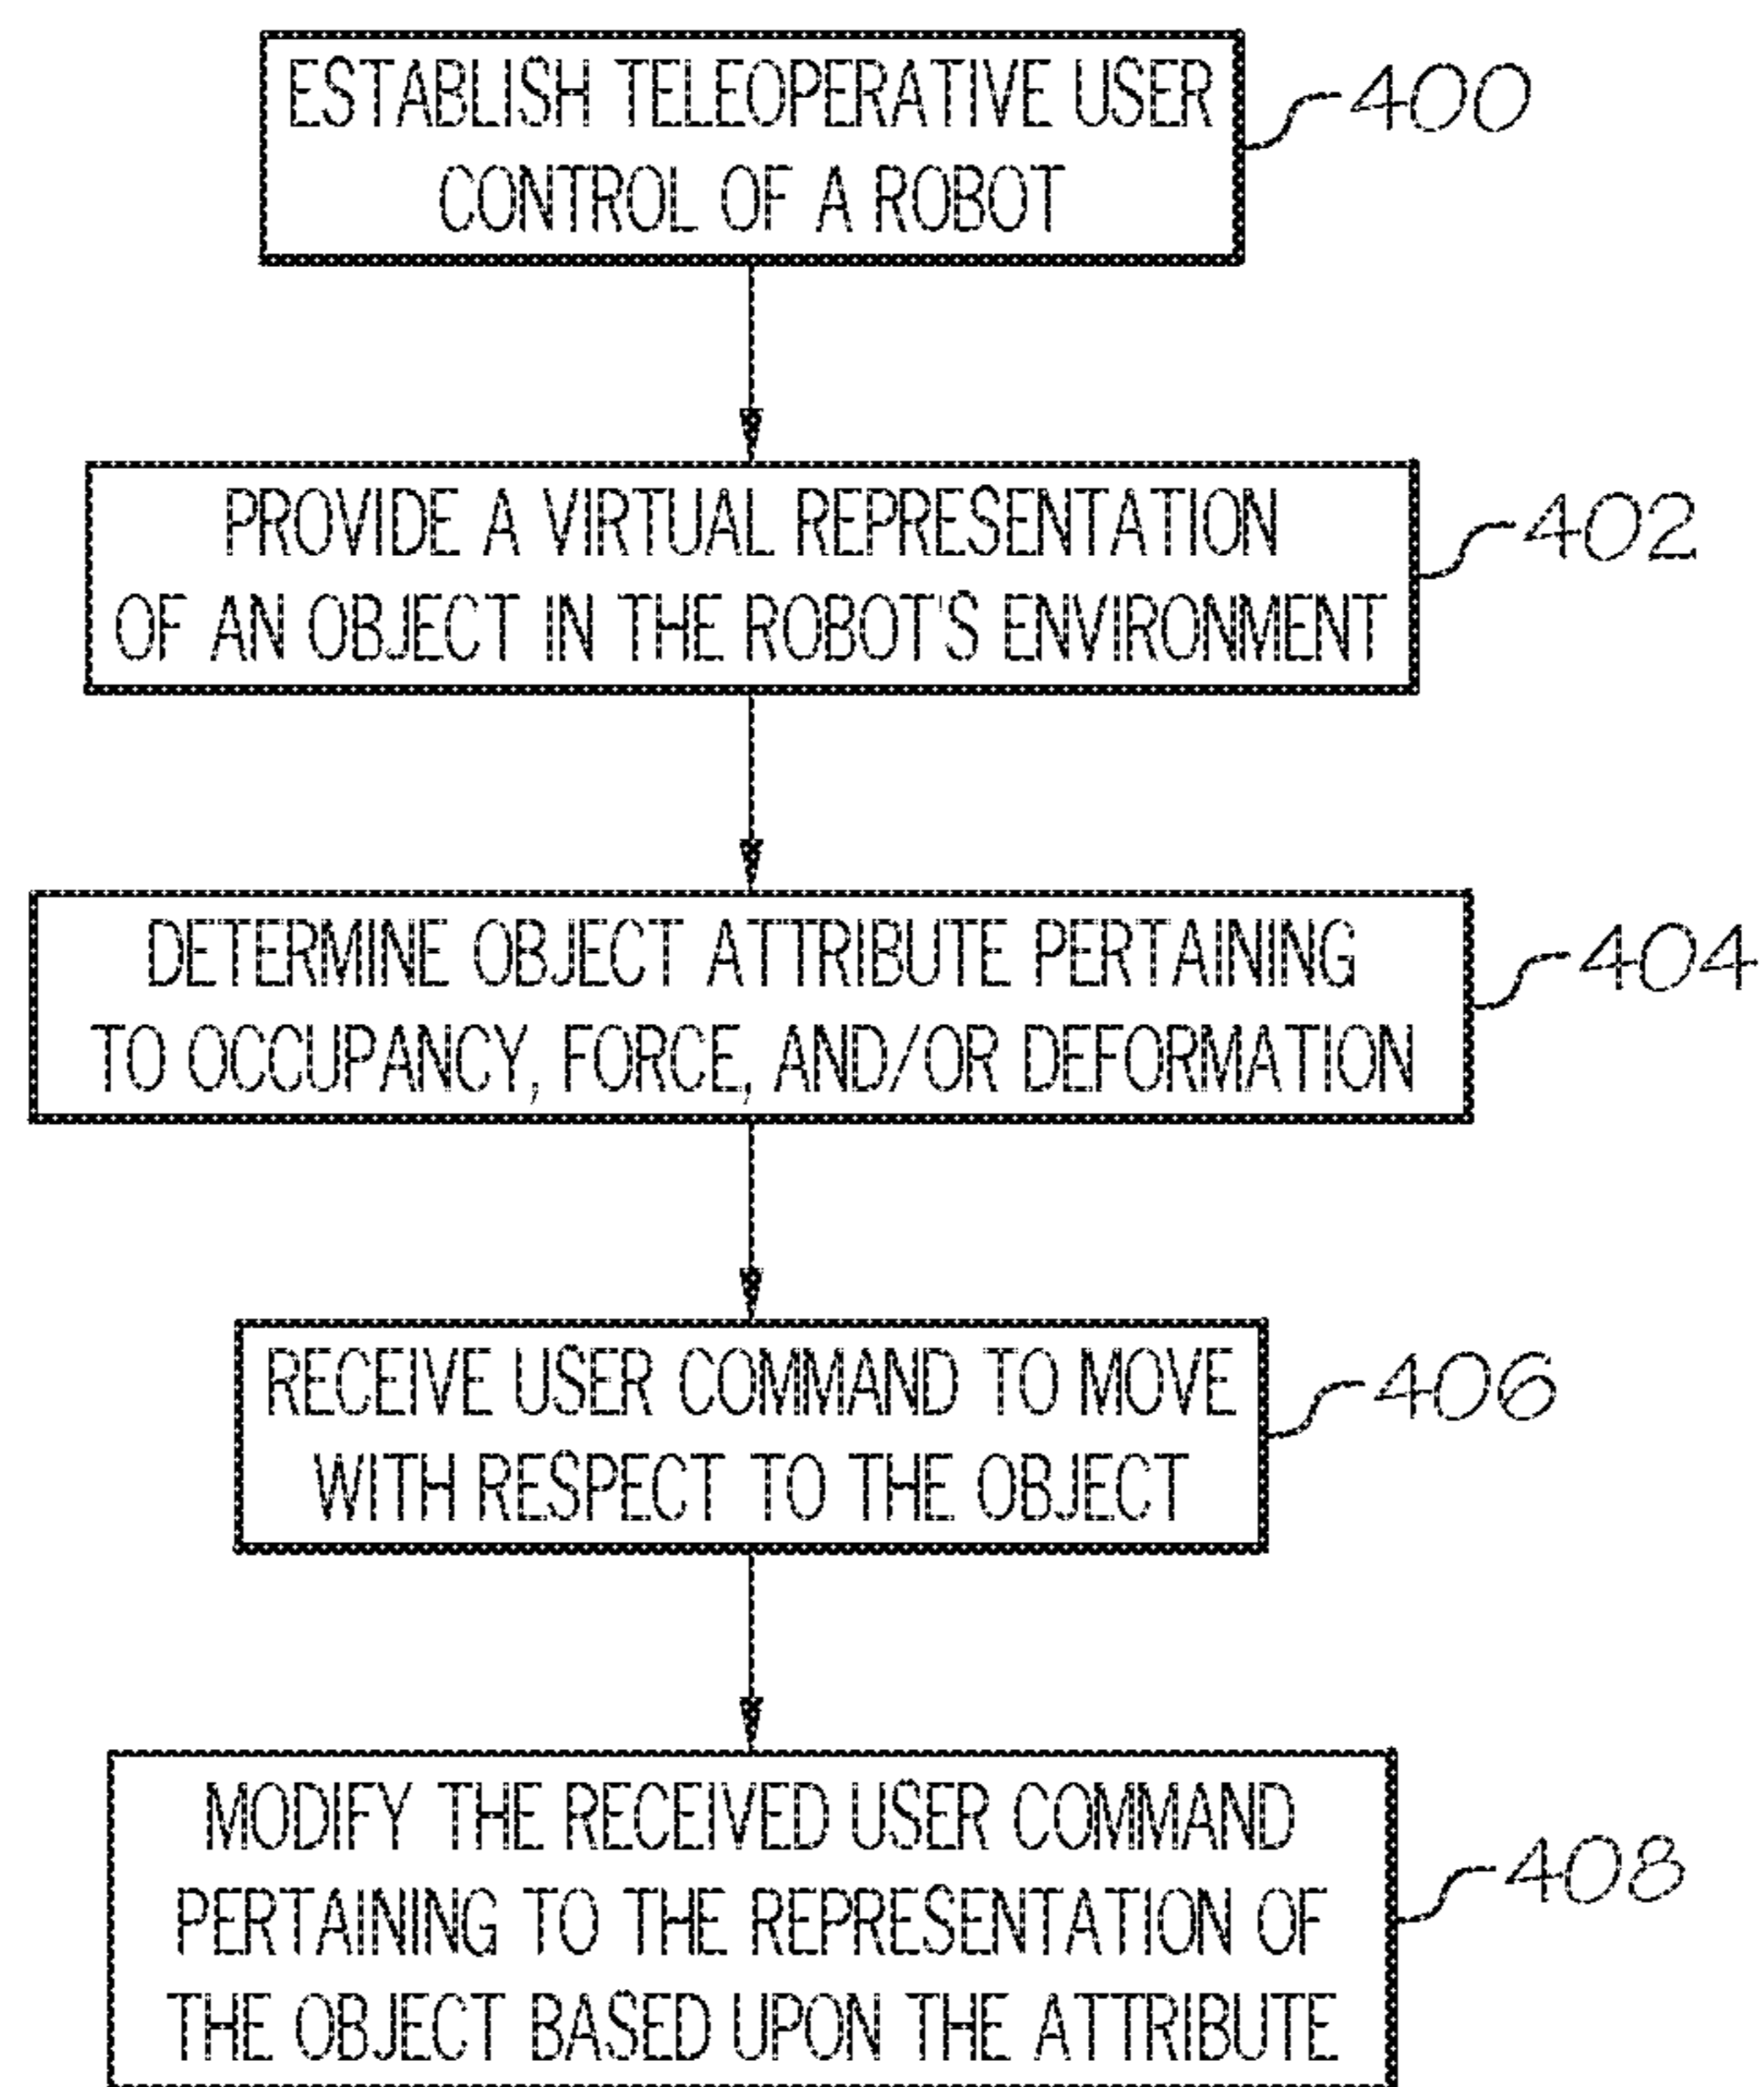 ESTABLISH TELEOPERATIVE USER
CONTROL OF A ROBOT
400
PROVIDE A VIRTUAL REPRESENTATION
OF AN OBJECT IN THE ROBOT'S ENVIRONMENT
402
DETERMINE OBJECT ATTRIBUTE PERTAINING
TO OCCUPANCY, FORCE, AND/OR DEFORMATION
404
RECEIVE USER COMMAND TO MOVE
WITH RESPECT TO THE OBJECT
406
MODIFY THE RECEIVED USER COMMAND
PERTAINING TO THE REPRESENTATION OF
THE OBJECT BASED UPON THE ATTRIBUTE
408